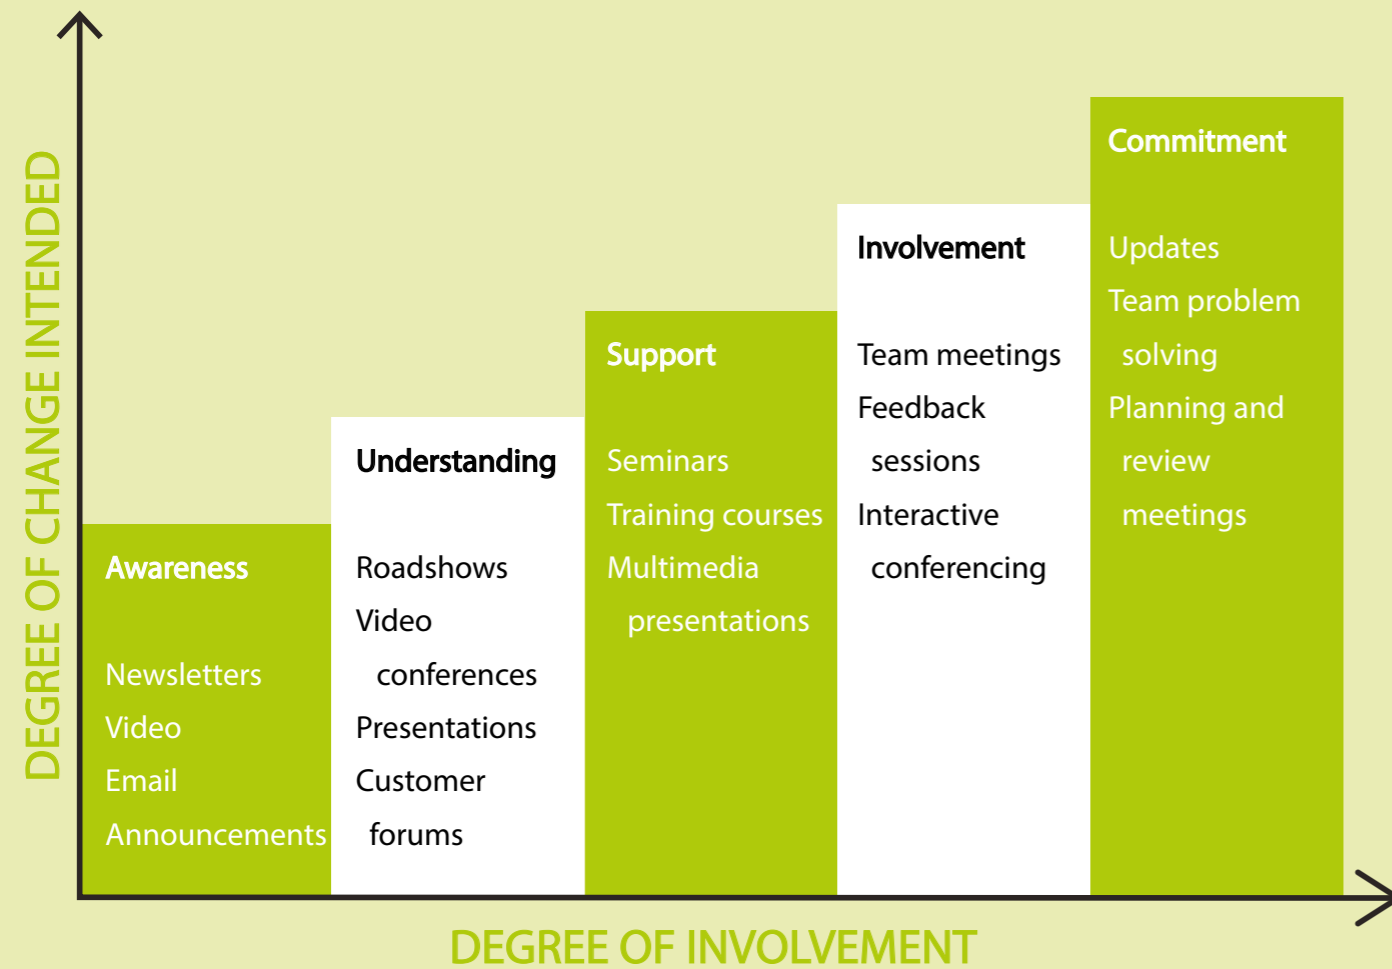 DEGREE OF CHANGE INTENDED
Awareness
Newsletters
Video
Email
Announcements
Understanding
Roadshows
Video
conferences
Presentations
Customer
forums
Support
Seminars
Training courses
Multimedia
presentations
Involvement
Team meetings
Feedback
sessions
Interactive
conferencing
Commitment
Updates
Team problem
solving
Planning and
review
meetings
DEGREE OF INVOLVEMENT